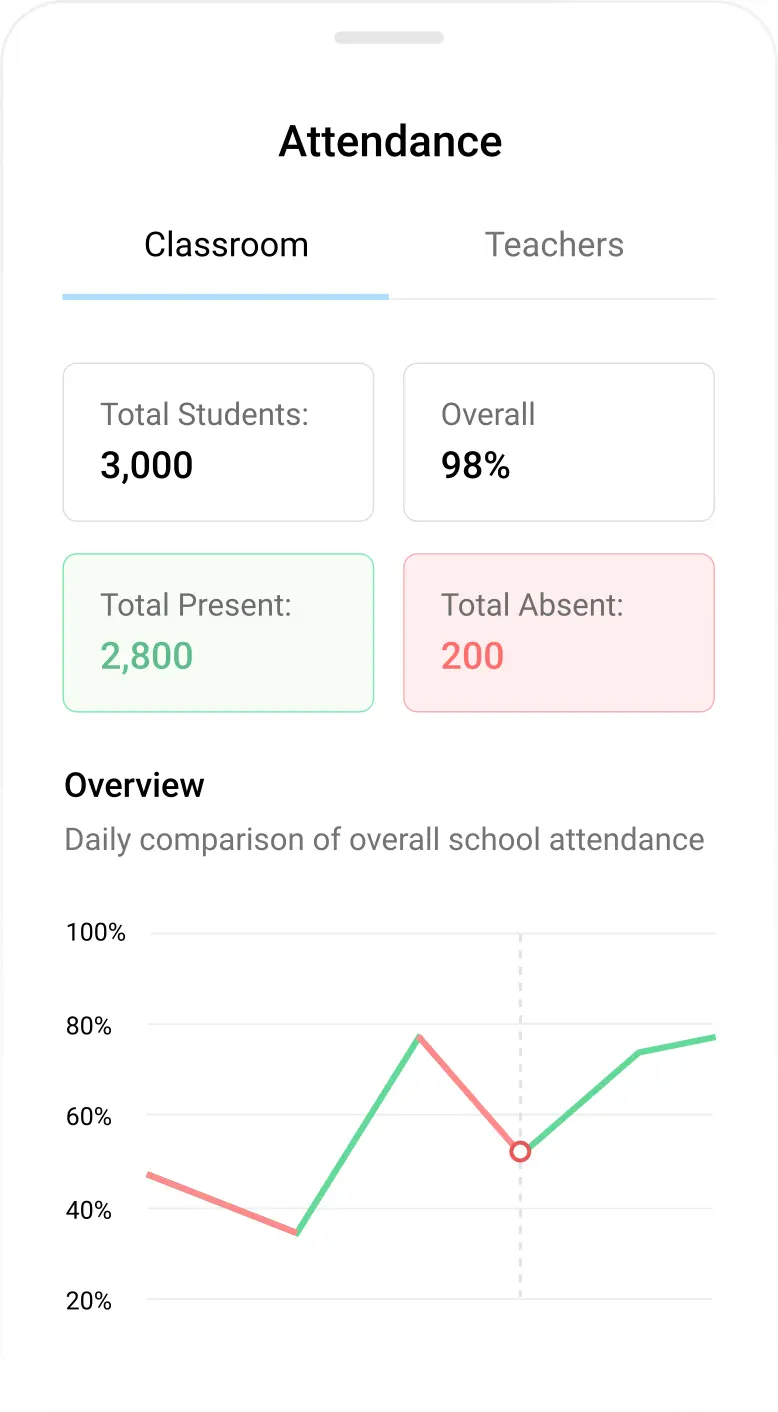 Attendance
Classroom Teachers
Total Students: Overall
3,000 98%
Total Present: Total Absent:
2,800 200
Overview
Daily comparison of overall school attendance
100%
80%
60%
40%
20%